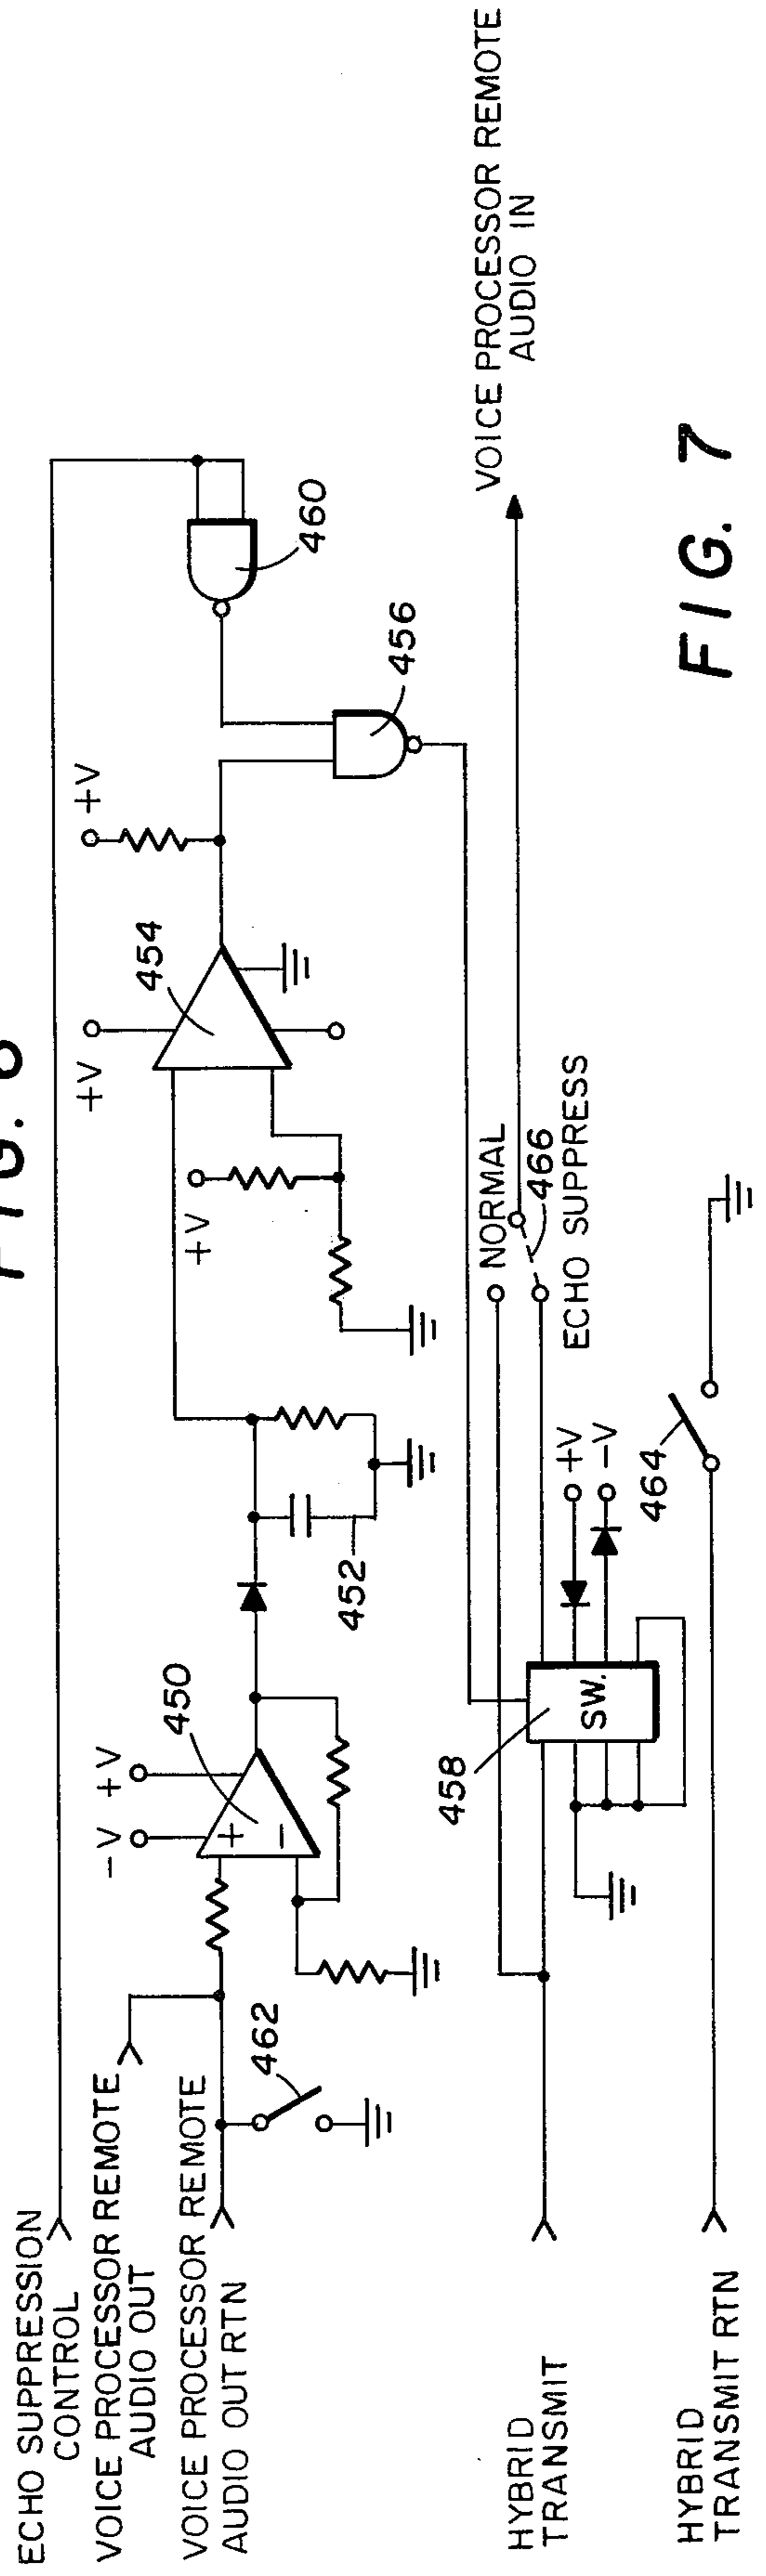 ECHO SUPPRESSION
CONTROL
VOICE PROCESSOR REMOTE
AUDIO OUT
VOICE PROCESSOR REMOTE
AUDIO OUT RTN
462
-V
+V
450
452
+V
+V
454
+V
460
456
HYBRID
TRANSMIT
458
SW.
+V
-V
NORMAL
466
ECHO SUPPRESS
VOICE PROCESSOR REMOTE
AUDIO IN
HYBRID
TRANSMIT RTN
464
FIG. 7